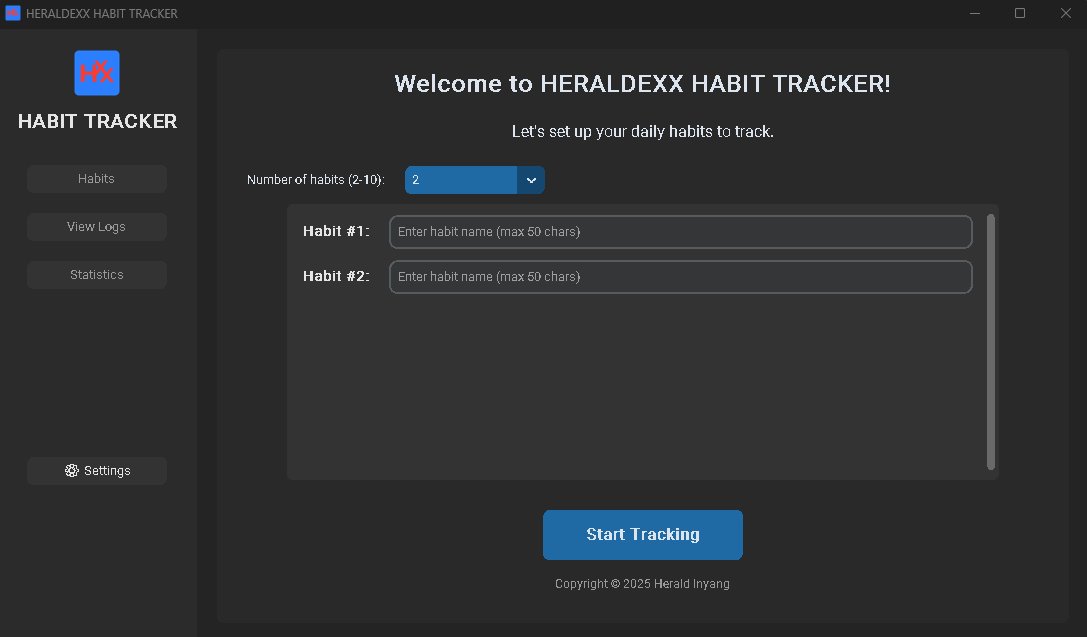 HERALDEXX HABIT TRACKER
HXX
HABIT TRACKER
Habits
View Logs
Statistics
Settings
Welcome to HERALDEXX HABIT TRACKER!
Let's set up your daily habits to track.
Number of habits (2-10): 2
Habit #1: Enter habit name (max 50 chars)
Habit #2: Enter habit name (max 50 chars)
Start Tracking
Copyright © 2025 Herald Inyang